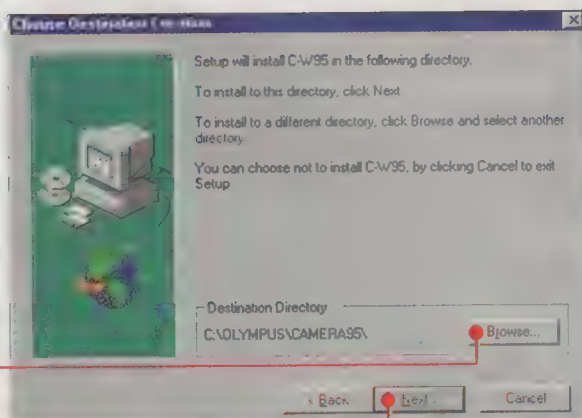 Choose Destination Location
Setup will install C-W95 in the following directory.
To install to this directory, click Next
To install to a different directory, click Browse and select another
directory.
You can choose not to install C-W95, by clicking Cancel to exit
Setup
Destination Directory
C:\OLYMPUS\CAMERA95\
Browse...
< Back
Next >
Cancel